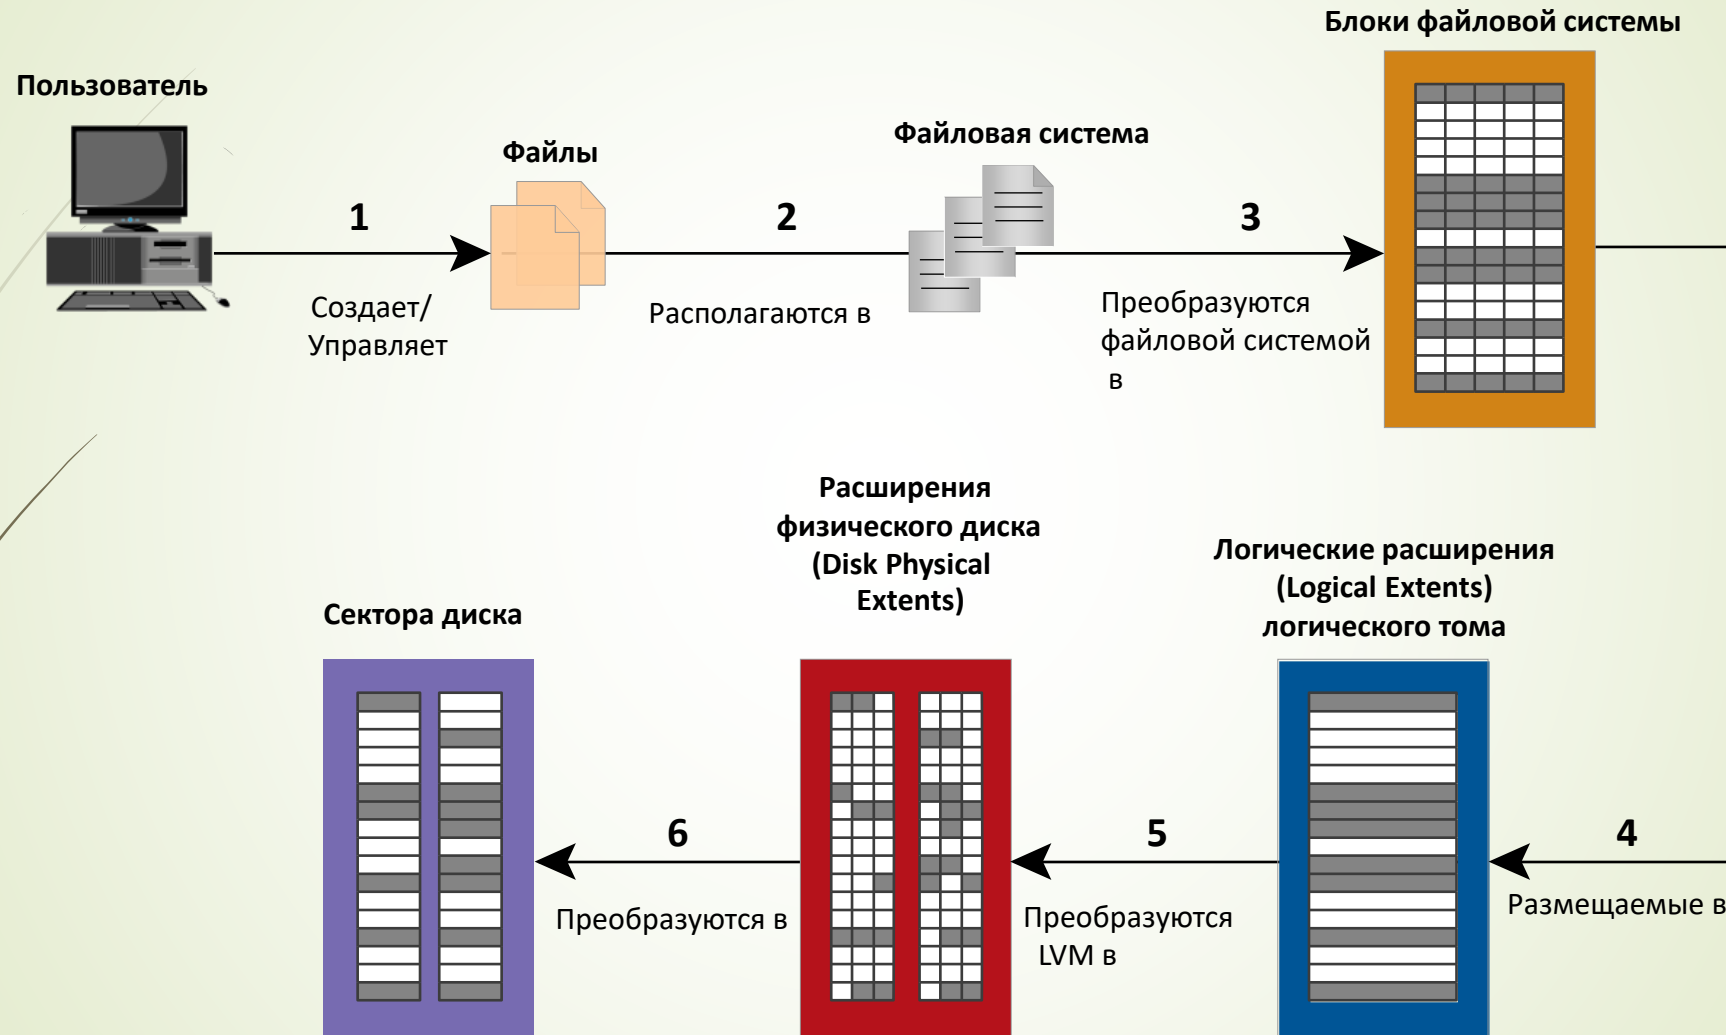 Блоки файловой системы
Пользователь
Файлы
Файловая система
1
2
3
Создает/
Управляет
Располагаются в
Преобразуются
файловой системой
в
Расширения
физического диска
(Disk Physical
Extents)
Логические расширения
(Logical Extents)
логического тома
Сектора диска
6
5
4
Преобразуются в
Преобразуются
LVM в
Размещаемые в